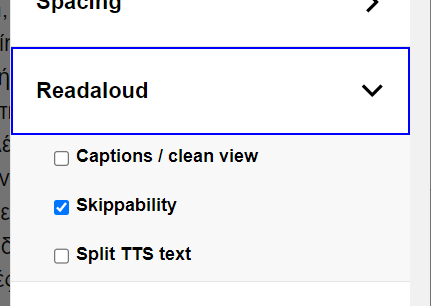 Spacing
Readaloud
Captions / clean view
Skippability
Split TTS text